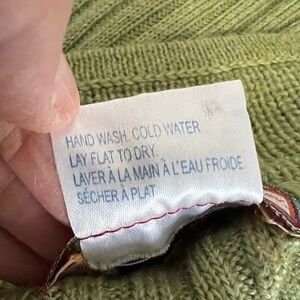 HAND WASH, COLD WATER
LAY FLAT TO DRY.
LAVER À LA MAIN À L'EAU FROIDE
SÉCHER À PLAT